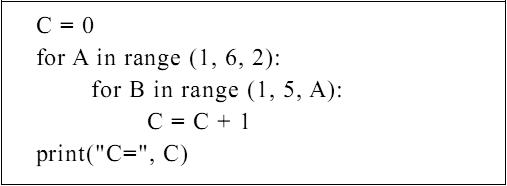 C = 0
for A in range (1, 6, 2):
for B in range (1, 5, A):
C = C + 1
print("C=", C)